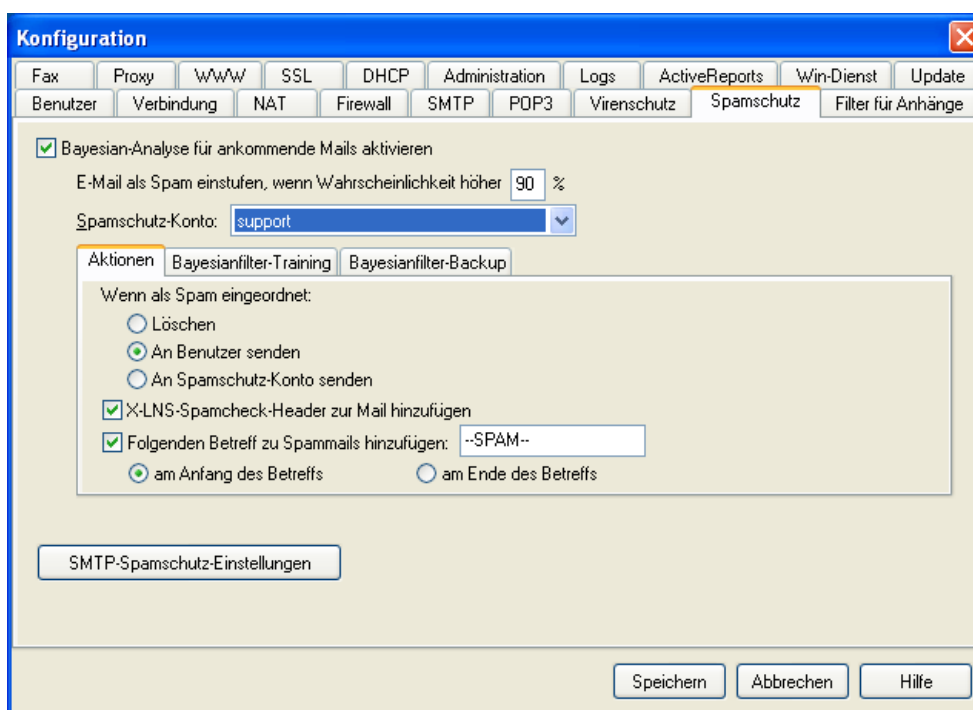 Konfiguration
Fax Proxy WWW SSL DHCP Administration Logs ActiveReports Win-Dienst Update
Benutzer Verbindung NAT Firewall SMTP POP3 Virenschutz Spamschutz Filter für Anhänge
Bayesian-Analyse für ankommende Mails aktivieren
E-Mail als Spam einstufen, wenn Wahrscheinlichkeit höher 90 %
Spamschutz-Konto: support
Aktionen Bayesianfilter-Training Bayesianfilter-Backup
Wenn als Spam eingeordnet:
Löschen
An Benutzer senden
An Spamschutz-Konto senden
X-LNS-Spamcheck-Header zur Mail hinzufügen
Folgenden Betreff zu Spammails hinzufügen: --SPAM--
am Anfang des Betreffs am Ende des Betreffs
SMTP-Spamschutz-Einstellungen
Speichern Abbrechen Hilfe